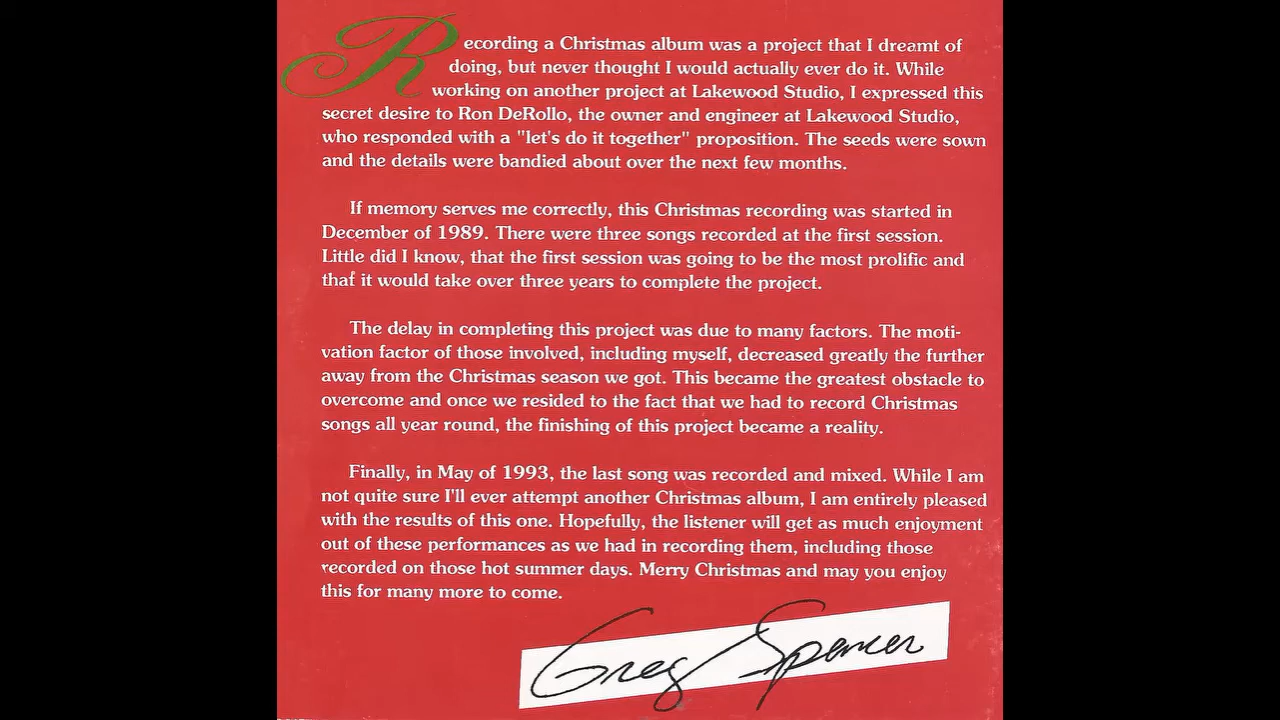 Recording a Christmas album was a project that I dreamt of
doing, but never thought I would actually ever do it. While
working on another project at Lakewood Studio, I expressed this
secret desire to Ron DeRollo, the owner and engineer at Lakewood Studio,
who responded with a "let's do it together" proposition. The seeds were sown
and the details were bandied about over the next few months.
If memory serves me correctly, this Christmas recording was started in
December of 1989. There were three songs recorded at the first session.
Little did I know, that the first session was going to be the most prolific and
that it would take over three years to complete the project.
The delay in completing this project was due to many factors. The moti-
vation factor of those involved, including myself, decreased greatly the further
away from the Christmas season we got. This became the greatest obstacle to
overcome and once we resided to the fact that we had to record Christmas
songs all year round, the finishing of this project became a reality.
Finally, in May of 1993, the last song was recorded and mixed. While I am
not quite sure I'll ever attempt another Christmas album, I am entirely pleased
with the results of this one. Hopefully, the listener will get as much enjoyment
out of these performances as we had in recording them, including those
recorded on those hot summer days. Merry Christmas and may you enjoy
this for many more to come.
Greg Spencer